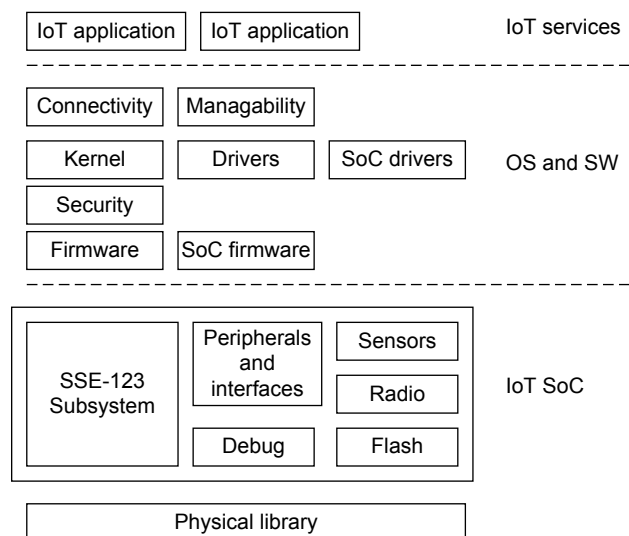 IoT application
IoT application
IoT services
Connectivity
Managability
Kernel
Drivers
SoC drivers
OS and SW
Security
Firmware
SoC firmware
SSE-123
Subsystem
Peripherals
and
interfaces
Sensors
Radio
IoT SoC
Debug
Flash
Physical library